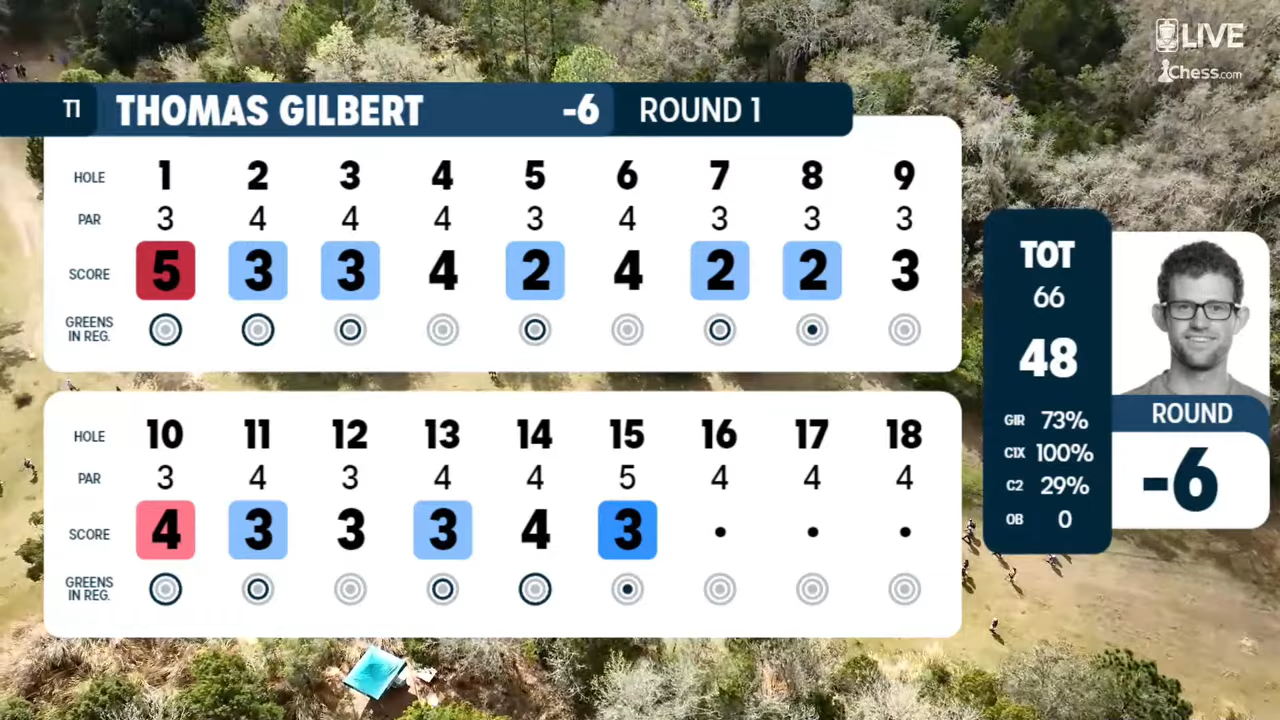 LIVE
Chess.com
T1 THOMAS GILBERT -6 ROUND 1
HOLE 1 2 3 4 5 6 7 8 9
PAR 3 4 4 4 3 4 3 3 3
SCORE 5 3 3 4 2 4 2 2 3
GREENS
IN REG.
TOT
66
48
GIR 73%
C1X 100%
C2 29%
OB 0
ROUND
-6
HOLE 10 11 12 13 14 15 16 17 18
PAR 3 4 3 4 4 5 4 4 4
SCORE 4 3 3 3 4 3 • • •
GREENS
IN REG.